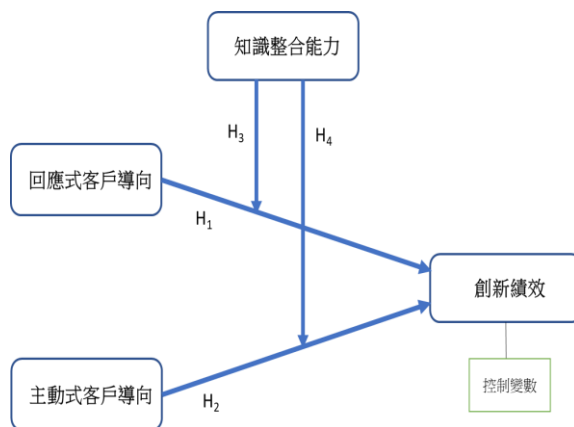 知識整合能力
H₃
H₄
回應式客戶導向
H₁
創新績效
控制變數
主動式客戶導向
H₂